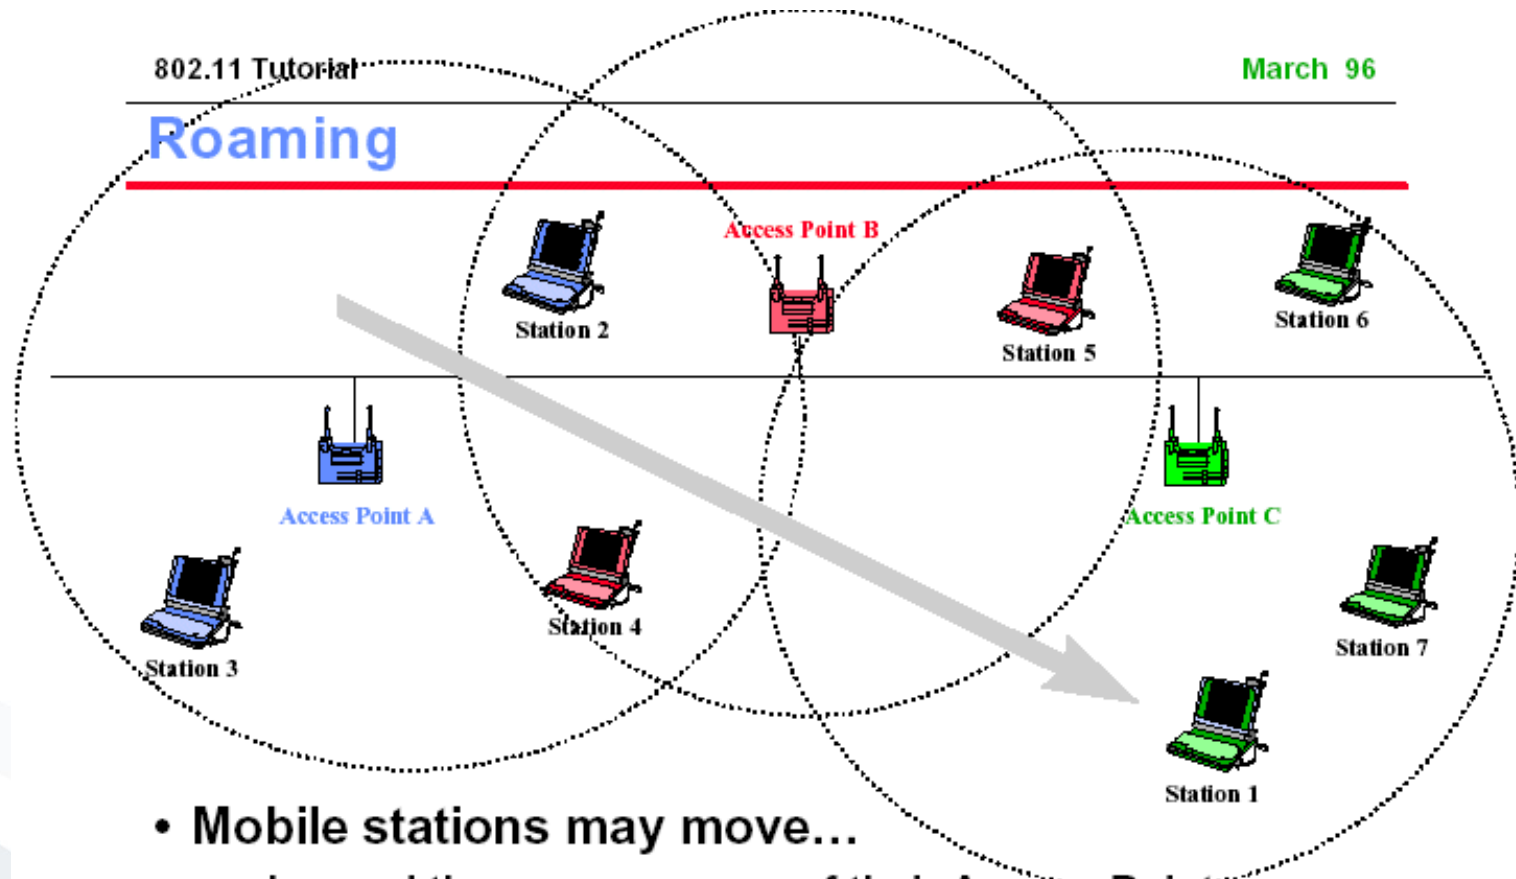 802.11 Tutorial
March 96
Roaming
Access Point B
Station 2
Station 5
Station 6
Access Point A
Access Point C
Station 3
Station 4
Station 7
Station 1
• Mobile stations may move…